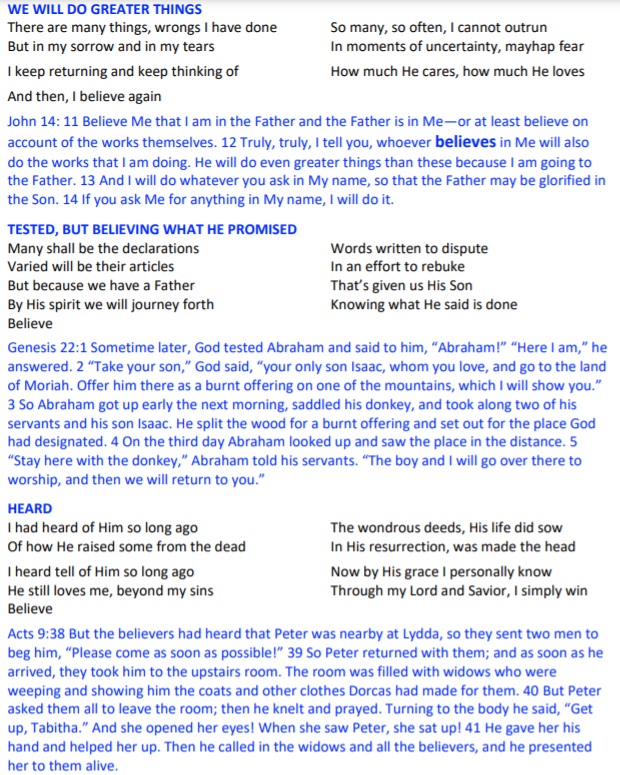 WE WILL DO GREATER THINGS
There are many things, wrongs I have done So many, so often, I cannot outrun
But in my sorrow and in my tears In moments of uncertainty, mayhap fear
I keep returning and keep thinking of How much He cares, how much He loves
And then, I believe again
John 14: 11 Believe Me that I am in the Father and the Father is in Me—or at least believe on
account of the works themselves. 12 Truly, truly, I tell you, whoever believes in Me will also
do the works that I am doing. He will do even greater things than these because I am going to
the Father. 13 And I will do whatever you ask in My name, so that the Father may be glorified in
the Son. 14 If you ask Me for anything in My name, I will do it.
TESTED, BUT BELIEVING WHAT HE PROMISED
Many shall be the declarations Words written to dispute
Varied will be their articles In an effort to rebuke
But because we have a Father That's given us His Son
By His spirit we will journey forth Knowing what He said is done
Believe
Genesis 22:1 Sometime later, God tested Abraham and said to him, “Abraham!” “Here I am,” he
answered. 2 “Take your son,” God said, “your only son Isaac, whom you love, and go to the land
of Moriah. Offer him there as a burnt offering on one of the mountains, which I will show you.”
3 So Abraham got up early the next morning, saddled his donkey, and took along two of his
servants and his son Isaac. He split the wood for a burnt offering and set out for the place God
had designated. 4 On the third day Abraham looked up and saw the place in the distance. 5
“Stay here with the donkey,” Abraham told his servants. “The boy and I will go over there to
worship, and then we will return to you.”
HEARD
I had heard of Him so long ago The wondrous deeds, His life did sow
Of how He raised some from the dead In His resurrection, was made the head
I heard tell of Him so long ago Now by His grace I personally know
He still loves me, beyond my sins Through my Lord and Savior, I simply win
Believe
Acts 9:38 But the believers had heard that Peter was nearby at Lydda, so they sent two men to
beg him, “Please come as soon as possible!” 39 So Peter returned with them; and as soon as he
arrived, they took him to the upstairs room. The room was filled with widows who were
weeping and showing him the coats and other clothes Dorcas had made for them. 40 But Peter
asked them all to leave the room; then he knelt and prayed. Turning to the body he said, “Get
up, Tabitha.” And she opened her eyes! When she saw Peter, she sat up! 41 He gave her his
hand and helped her up. Then he called in the widows and all the believers, and he presented
her to them alive.